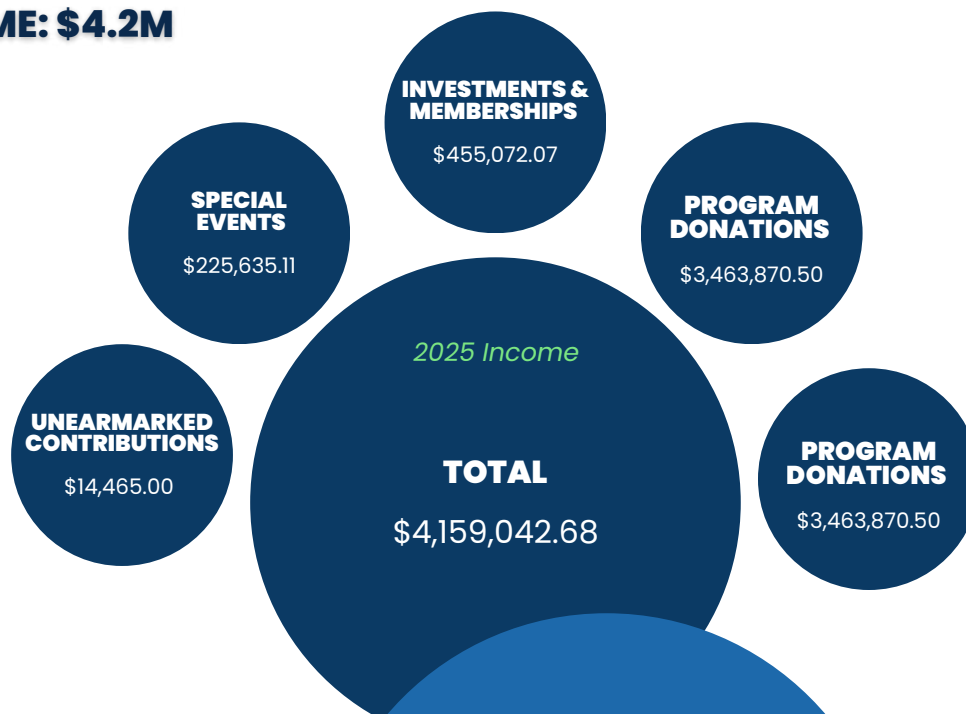 ME: $4.2M
INVESTMENTS &
MEMBERSHIPS
$455,072.07
SPECIAL
EVENTS
$225,635.11
PROGRAM
DONATIONS
$3,463,870.50
2025 Income
UNEARMARKED
CONTRIBUTIONS
$14,465.00
TOTAL
$4,159,042.68
PROGRAM
DONATIONS
$3,463,870.50